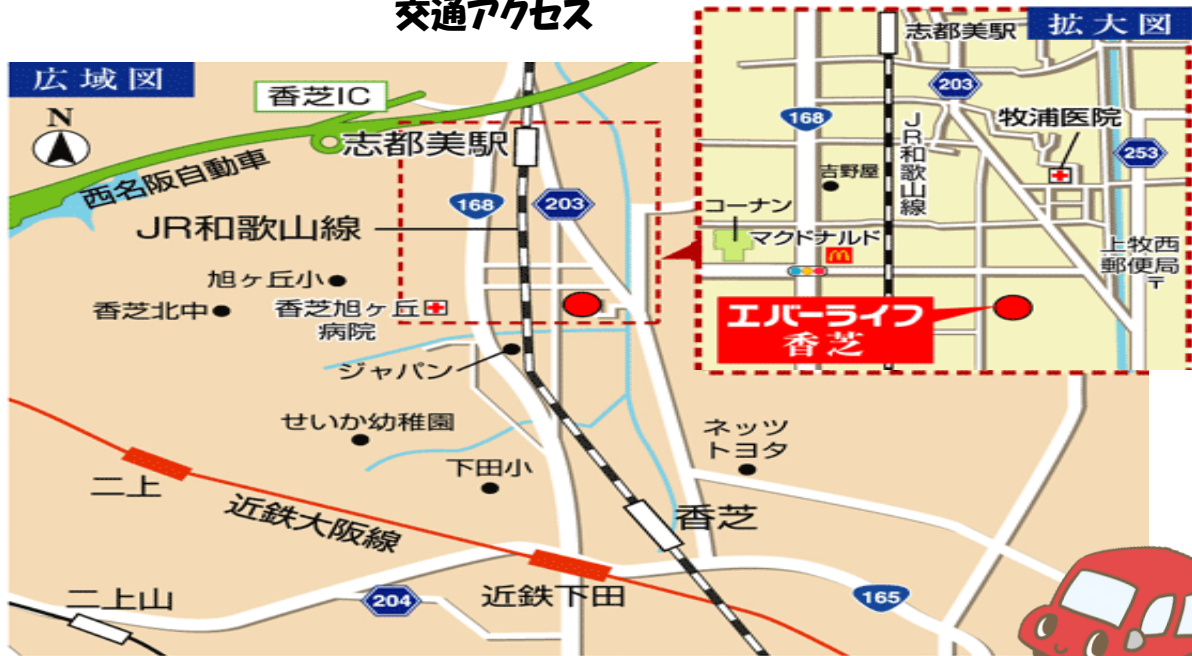 交通アクセス
広域図
N
香芝IC
志都美駅
西名阪自動車
168
203
JR和歌山線
旭ヶ丘小
香芝北中
香芝旭ヶ丘
病院
ジャパン
せいか幼稚園
下田小
ネッツ
トヨタ
二上
近鉄大阪線
香芝
二上山
204
近鉄下田
165
拡大図
志都美駅
203
168
JR和歌山線
牧浦医院
253
吉野屋
コーナン
マクドナルド
上牧西
郵便局
〒
エバーライフ
香芝